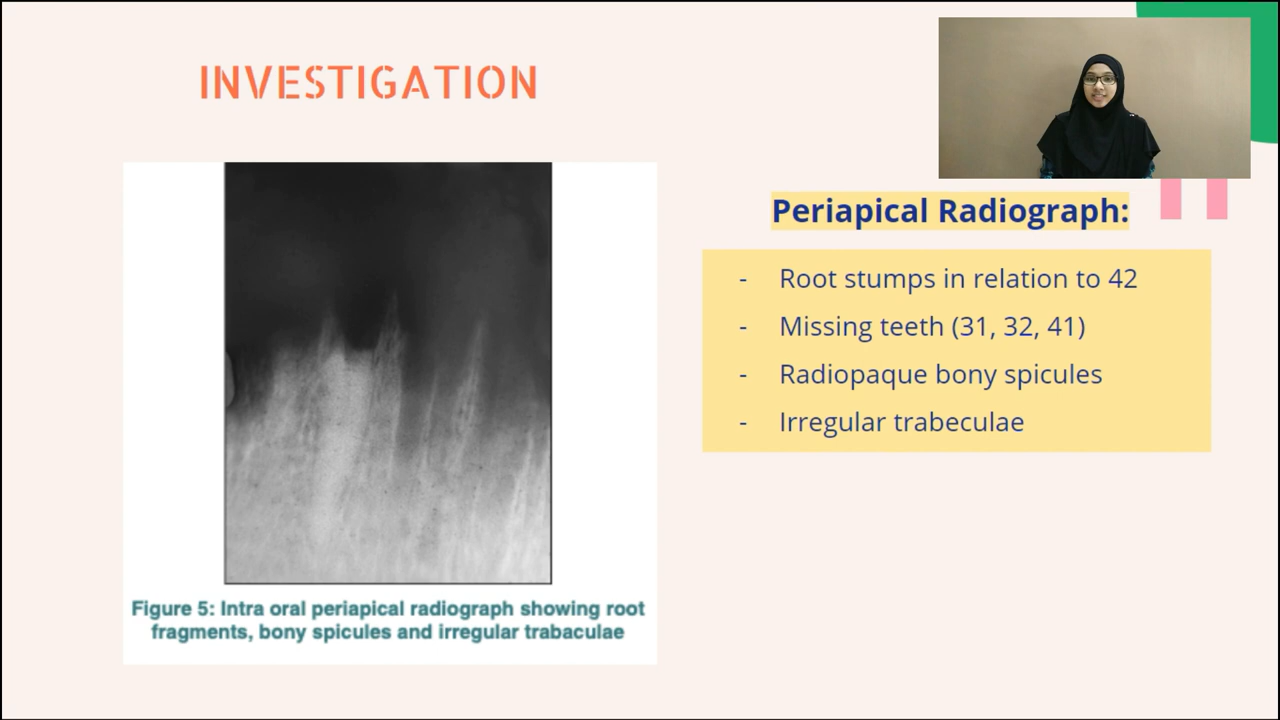 INVESTIGATION
Periapical Radiograph:
- Root stumps in relation to 42
- Missing teeth (31, 32, 41)
- Radiopaque bony spicules
- Irregular trabeculae
Figure 5: Intra oral periapical radiograph showing root
fragments, bony spicules and irregular trabaculae